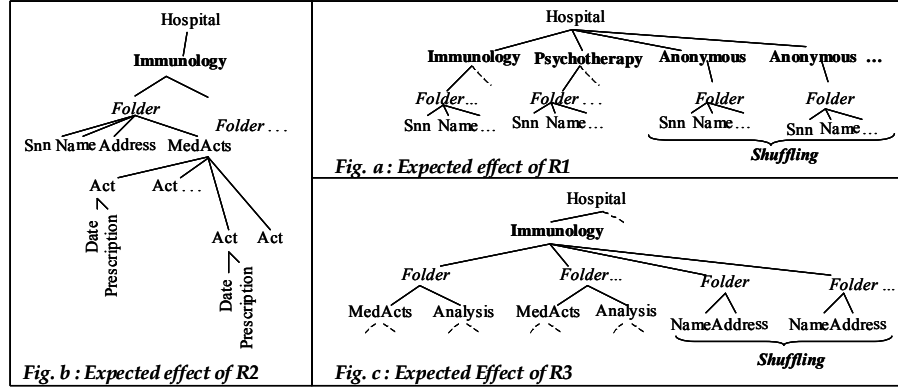 Hospital
Immunology
Folder
Folder . . .
Snn Name Address MedActs
Act Act . . .
Act Act
Date
Prescription
Date
Prescription
Fig. b : Expected effect of R2
Hospital
Immunology Psychotherapy Anonymous Anonymous ...
Folder... Folder . . . Folder Folder
Snn Name... Snn Name... Snn Name... Snn Name...
Shuffling
Fig. a : Expected effect of R1
Hospital
Immunology
Folder Folder... Folder Folder ...
MedActs Analysis MedActs Analysis NameAddress NameAddress
Shuffling
Fig. c : Expected Effect of R3